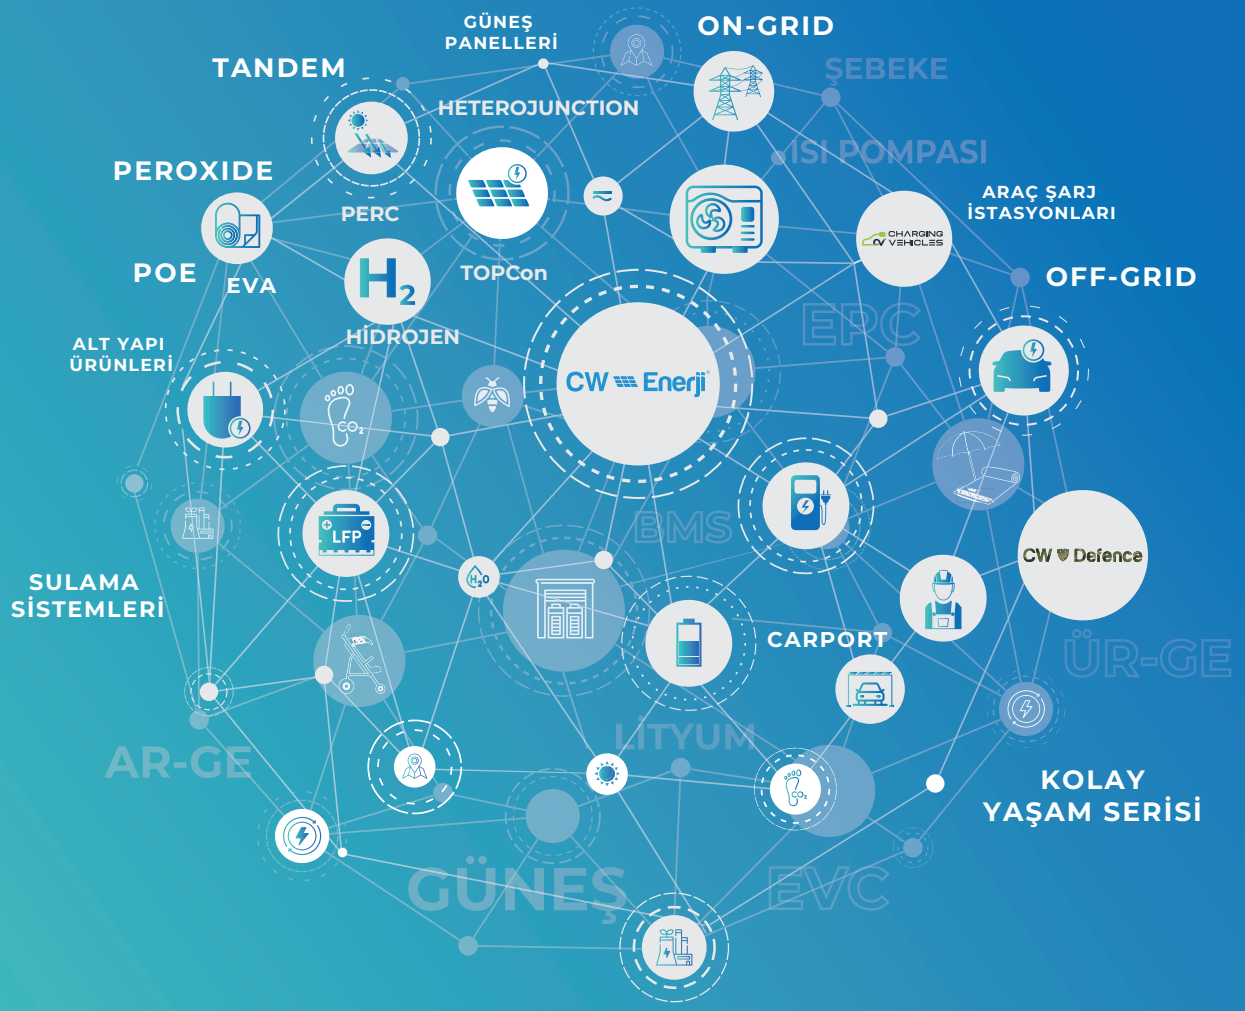 GÜNEŞ
PANELLERİ
ON-GRID
TANDEM
ŞEBEKE
HETEROJUNCTION
ISI POMPASI
PEROXIDE
ARAÇ ŞARJ
İSTASYONLARI
PERC
CHARGING
VEHICLES
POE
EVA
H2
TOPCon
OFF-GRID
EPC
HİDROJEN
ALT YAPI
ÜRÜNLERİ
CW Enerji
CO2
BMS
LFP
CW Defence
H2O
SULAMA
SİSTEMLERİ
CARPORT
ÜR-GE
LİTYUM
AR-GE
KOLAY
YAŞAM SERİSİ
CO2
GÜNEŞ
EVC